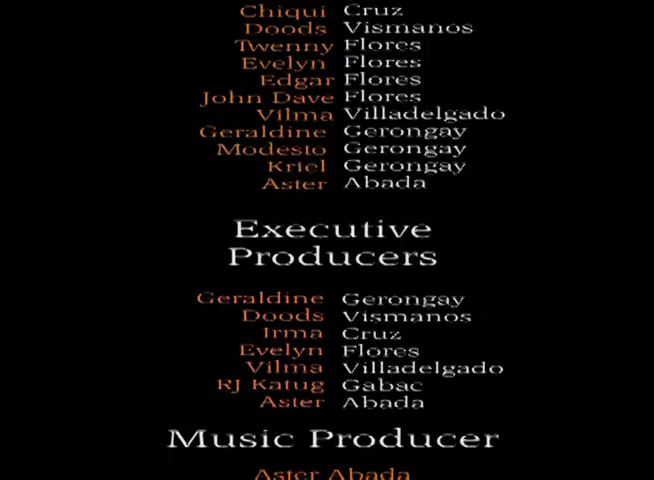 Chiqui Cruz
Doods Vismanos
Twenny Flores
Evelyn Flores
Edgar Flores
John Dave Flores
Vilma Villadelgado
Geraldine Gerongay
Modesto Gerongay
Kriel Gerongay
Aster Abada
Executive
Producers
Geraldine Gerongay
Doods Vismanos
Irma Cruz
Evelyn Flores
Vilma Villadelgado
RJ Katug Gabac
Aster Abada
Music Producer
Aster Abada